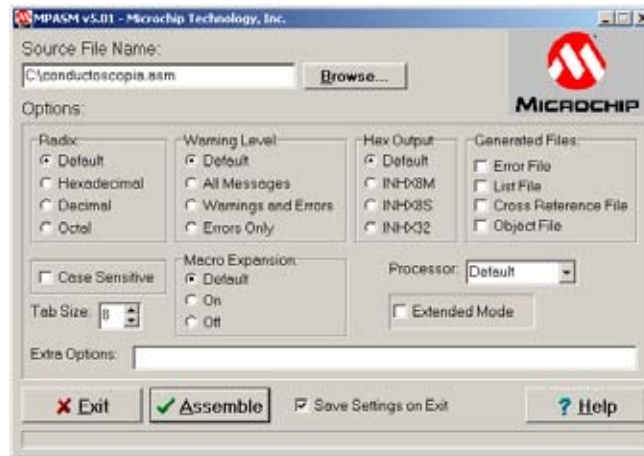 MPASM v5.01 - Microchip Technology, Inc.
Source File Name:
C:\conductoscopia.asm
Browse...
MICROCHIP
Options:
Radix:
Default
Hexadecimal
Decimal
Octal
Warning Level:
Default
All Messages
Warnings and Errors
Errors Only
Hex Output
Default
INHX8M
INHX8S
INHX32
Generated Files:
Error File
List File
Cross Reference File
Object File
Case Sensitive
Tab Size: 8
Macro Expansion:
Default
On
Off
Processor: Default
Extended Mode
Extra Options:
Exit
Assemble
Save Settings on Exit
? Help